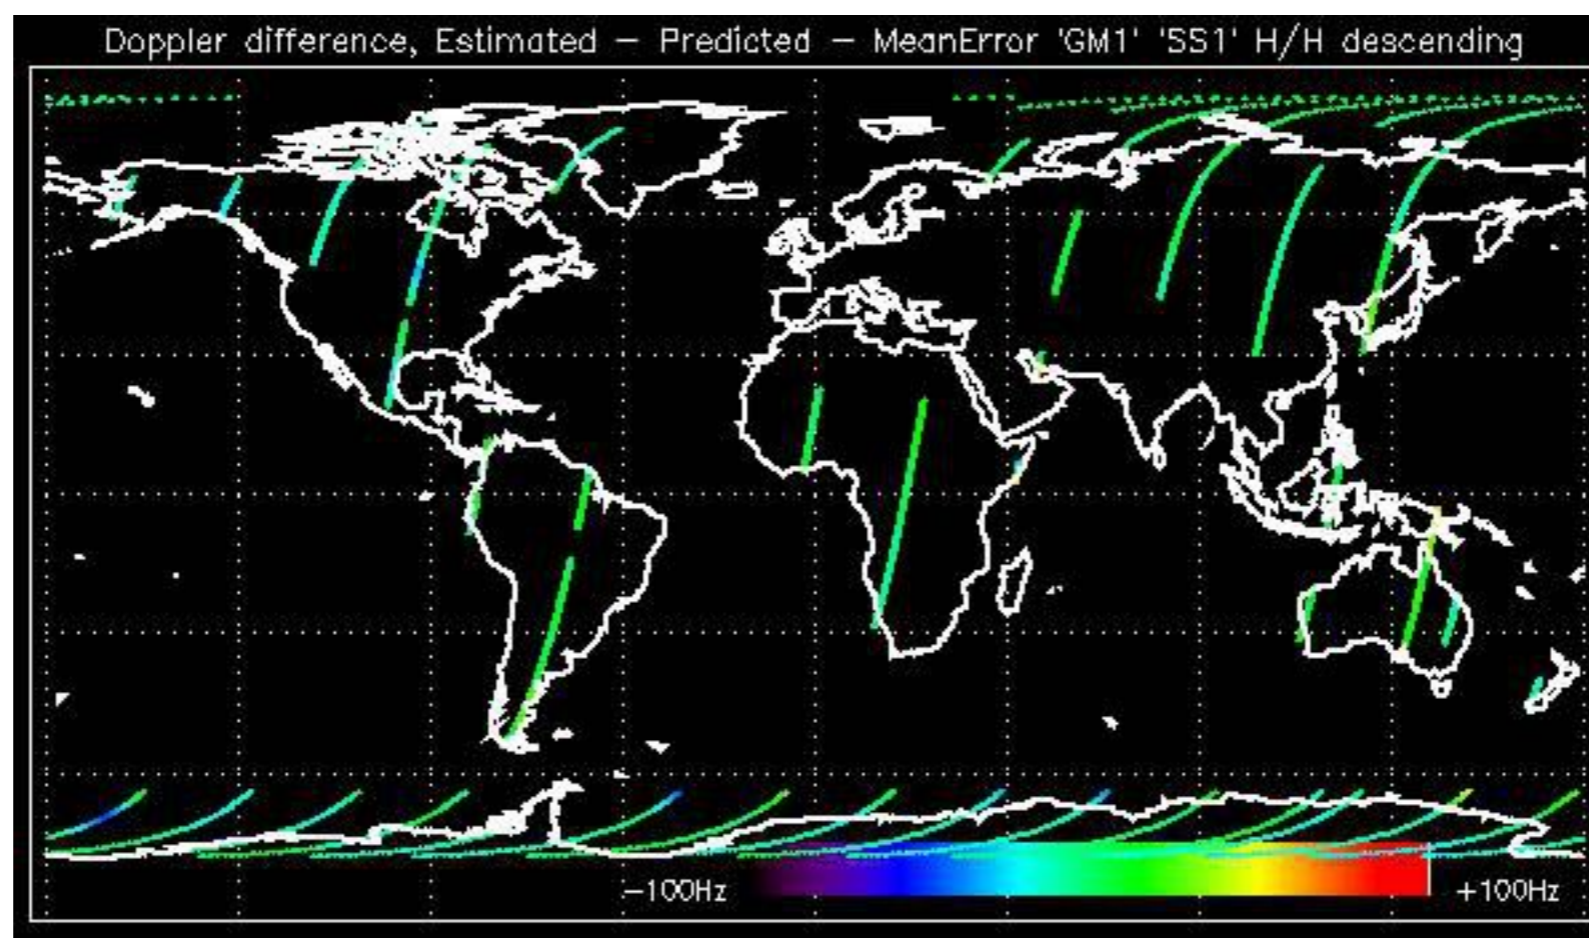 Doppler difference, Estimated – Predicted – MeanError 'GM1' 'SS1' H/H descending
–100Hz +100Hz